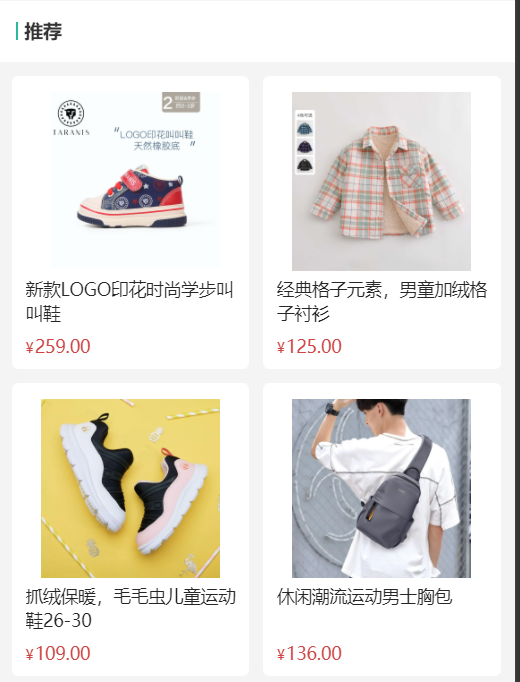 推荐
TARANIS
2
"LOGO印花叫叫鞋
天然橡胶底"
新款LOGO印花时尚学步叫
叫鞋
¥259.00
经典格子元素，男童加绒格
子衬衫
¥125.00
抓绒保暖，毛毛虫儿童运动
鞋26-30
¥109.00
休闲潮流运动男士胸包
¥136.00